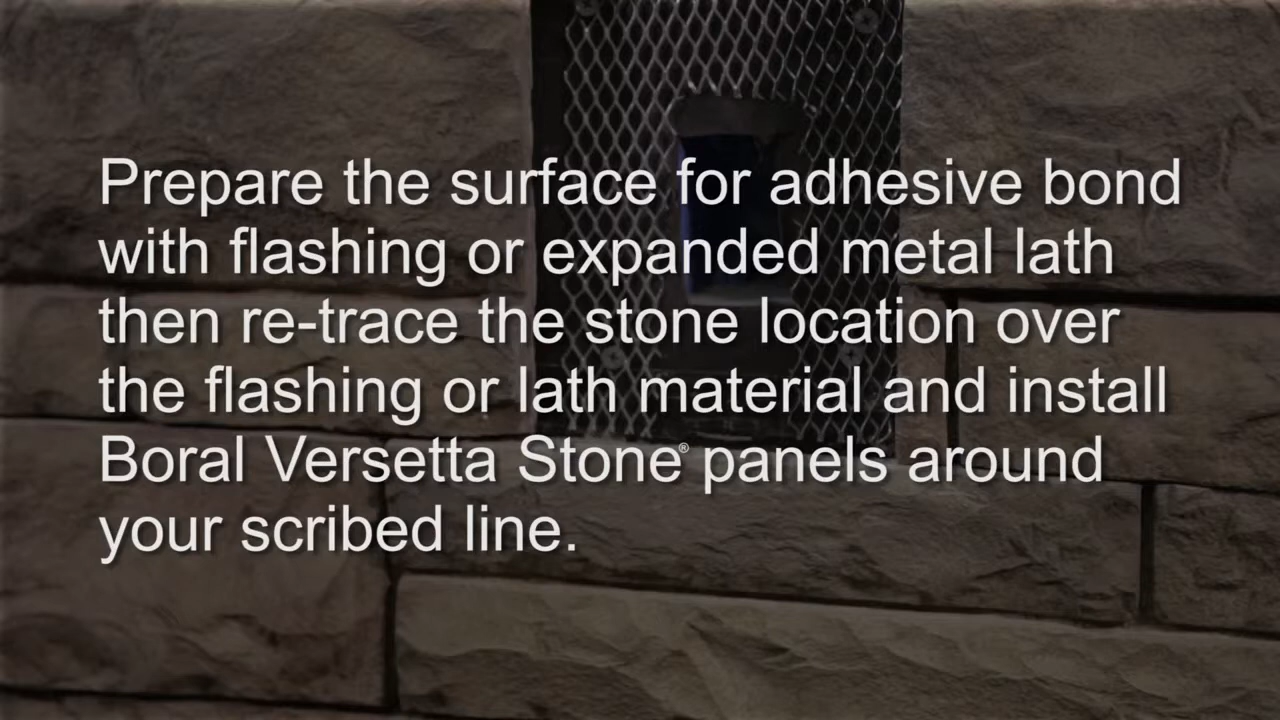 Prepare the surface for adhesive bond
with flashing or expanded metal lath
then re-trace the stone location over
the flashing or lath material and install
Boral Versetta Stone® panels around
your scribed line.